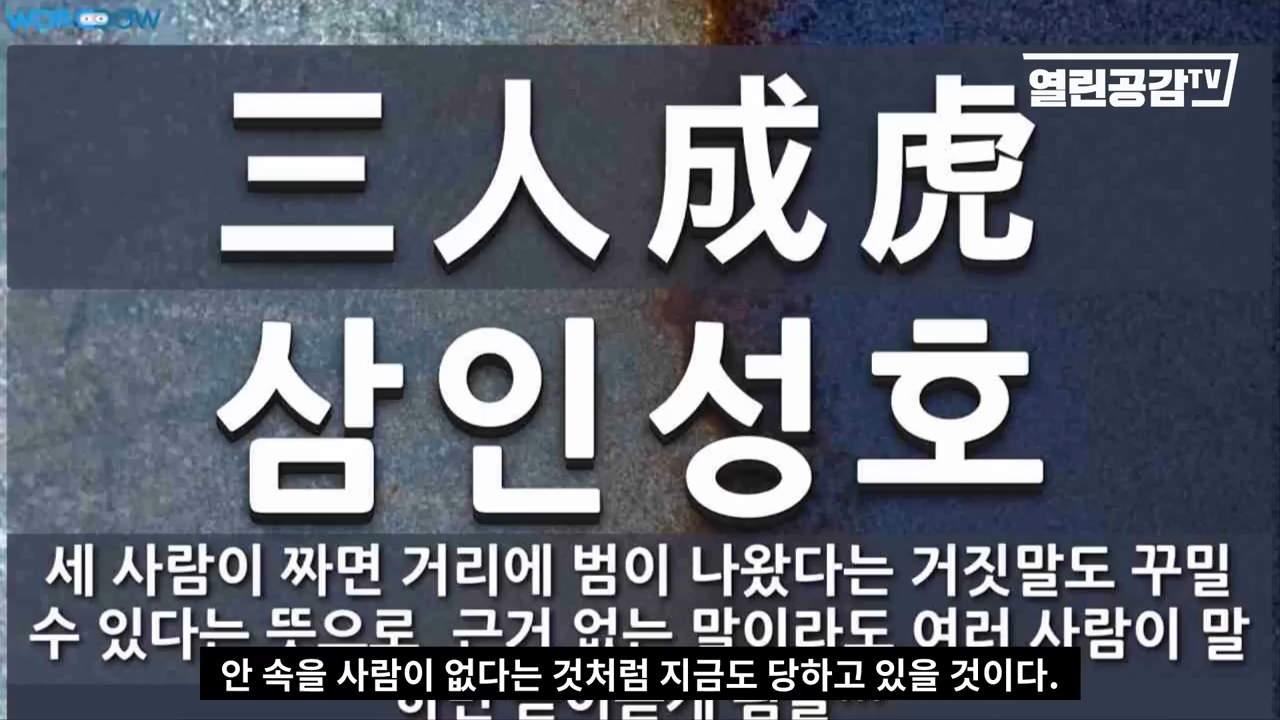 열린공감TV
三人成虎
삼인성호
세 사람이 짜면 거리에 범이 나왔다는 거짓말도 꾸밀
수 있다는 뜻으로, 근거 없는 말이라도 여러 사람이 말
안 속을 사람이 없다는 것처럼 지금도 당하고 있을 것이다.